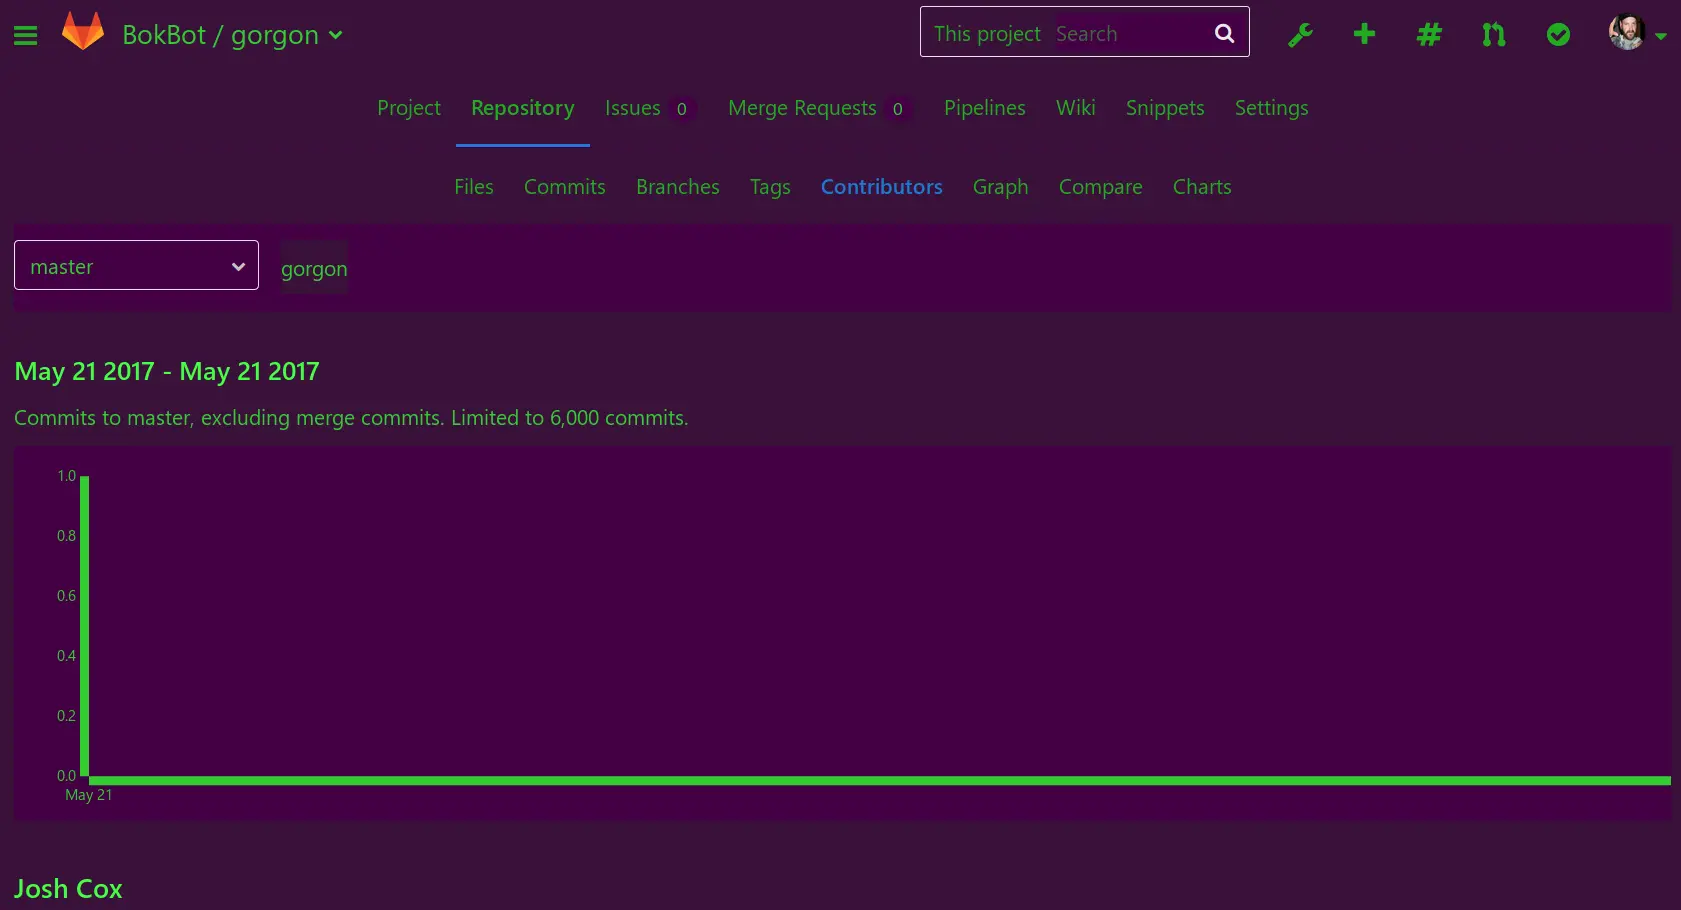 BokBot / gorgon
This project Search
Project Repository Issues 0 Merge Requests 0 Pipelines Wiki Snippets Settings
Files Commits Branches Tags Contributors Graph Compare Charts
master gorgon
May 21 2017 - May 21 2017
Commits to master, excluding merge commits. Limited to 6,000 commits.
1.0
0.8
0.6
0.4
0.2
0.0
May 21
Josh Cox